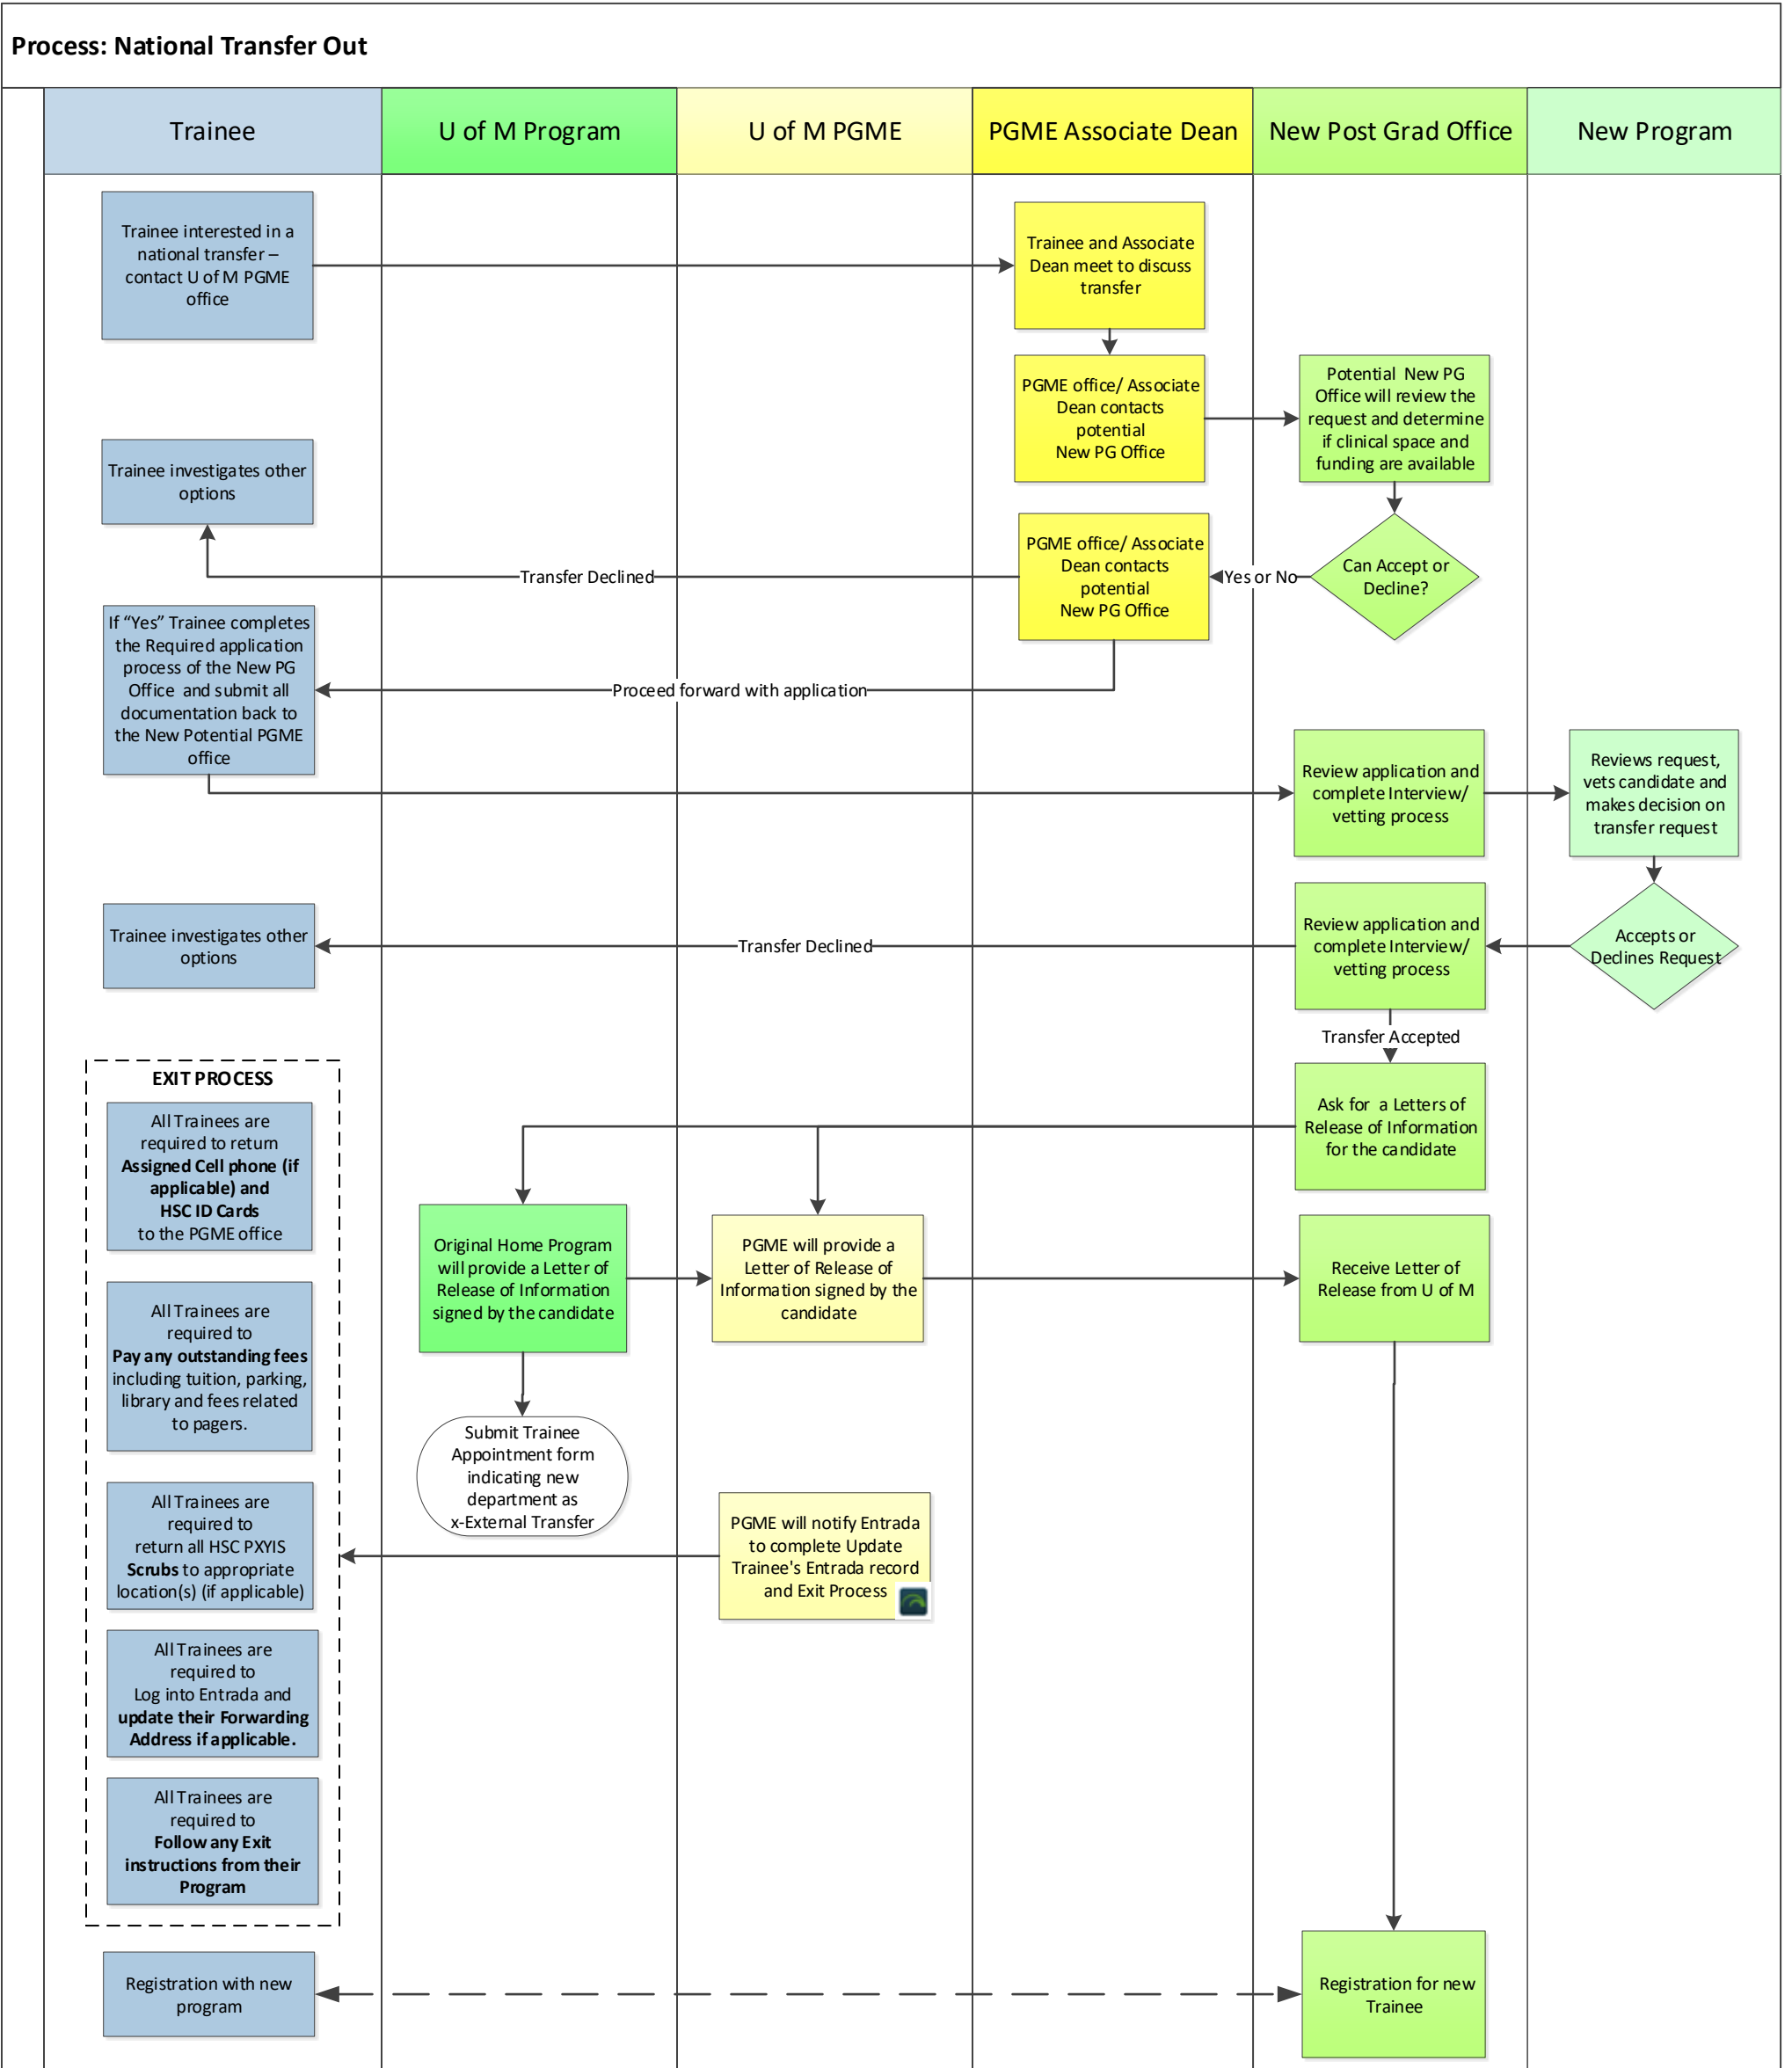 Process: National Transfer Out
Trainee
U of M Program
U of M PGME
PGME Associate Dean
New Post Grad Office
New Program
Trainee interested in a
national transfer –
contact U of M PGME
office
Trainee and Associate
Dean meet to discuss
transfer
PGME office/ Associate
Dean contacts
potential
New PG Office
Potential New PG
Office will review the
request and determine
if clinical space and
funding are available
Trainee investigates other
options
Can Accept or
Decline?
Yes or No
PGME office/ Associate
Dean contacts
potential
New PG Office
Transfer Declined
If “Yes” Trainee completes
the Required application
process of the New PG
Office and submit all
documentation back to
the New Potential PGME
office
Proceed forward with application
Review application and
complete Interview/
vetting process
Reviews request,
vets candidate and
makes decision on
transfer request
Accepts or
Declines Request
Review application and
complete Interview/
vetting process
Transfer Declined
Trainee investigates other
options
Transfer Accepted
Ask for a Letters of
Release of Information
for the candidate
Original Home Program
will provide a Letter of
Release of Information
signed by the candidate
PGME will provide a
Letter of Release of
Information signed by the
candidate
Receive Letter of
Release from U of M
Submit Trainee
Appointment form
indicating new
department as
x-External Transfer
PGME will notify Entrada
to complete Update
Trainee's Entrada record
and Exit Process
EXIT PROCESS
All Trainees are
required to return
Assigned Cell phone (if
applicable) and
HSC ID Cards
to the PGME office
All Trainees are
required to
Pay any outstanding fees
including tuition, parking,
library and fees related
to pagers.
All Trainees are
required to
return all HSC PXYIS
Scrubs to appropriate
location(s) (if applicable)
All Trainees are
required to
Log into Entrada and
update their Forwarding
Address if applicable.
All Trainees are
required to
Follow any Exit
instructions from their
Program
Registration with new
program
Registration for new
Trainee